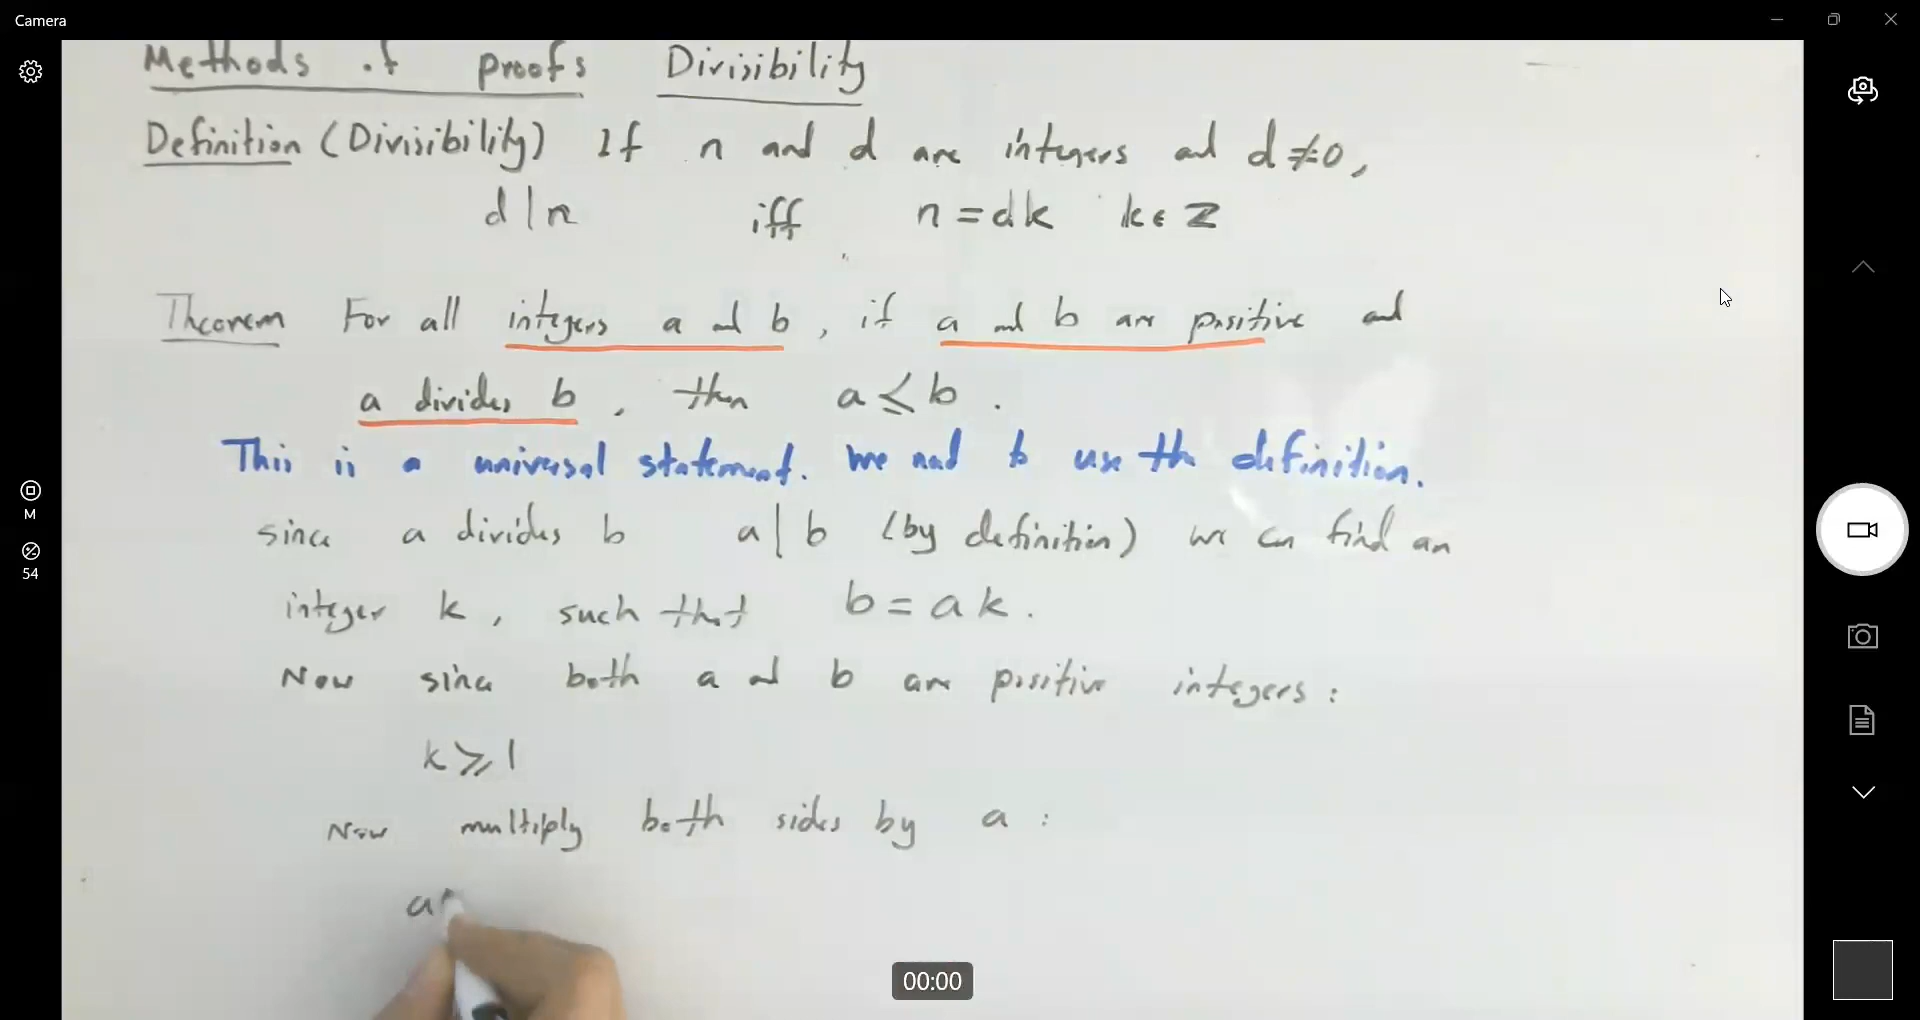 Camera
Methods of proofs Divisibility
Definition (Divisibility) If n and d are integers and d≠0,
d|n iff n=dk k∈Z
Theorem For all integers a and b, if a and b are positive and
a divides b, then a⩽b.
This is a universal statement. We need to use the definition.
since a divides b a|b (by definition) we can find an
integer k, such that b=ak.
Now since both a and b are positive integers:
k⩾1
Now multiply both sides by a:
a
M
54
00:00